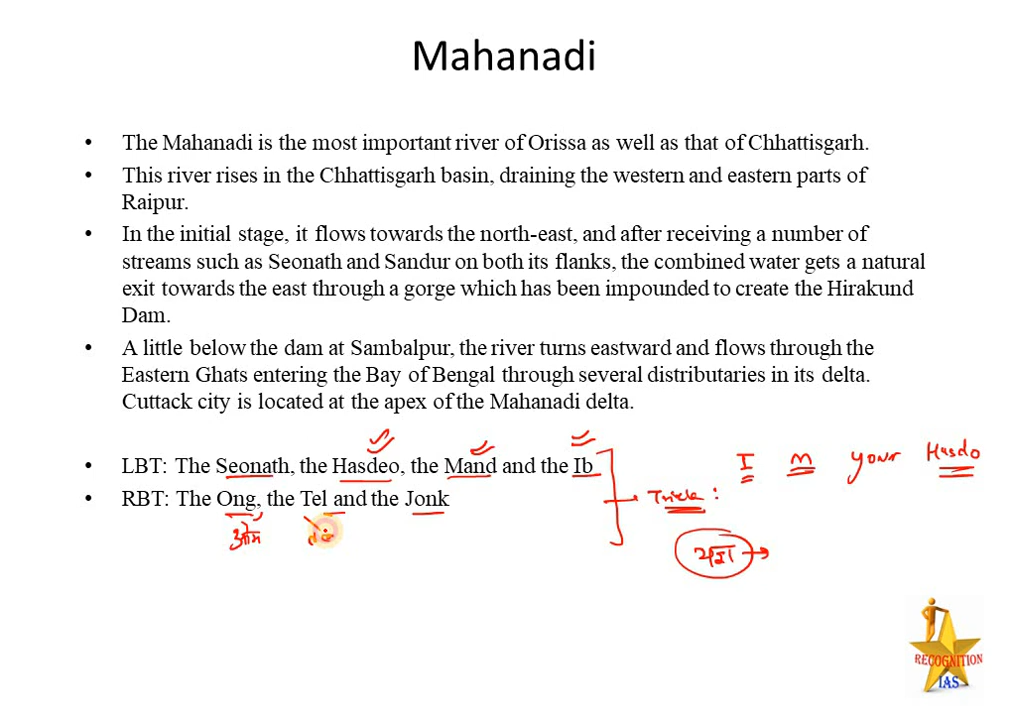 Mahanadi
• The Mahanadi is the most important river of Orissa as well as that of Chhattisgarh.
• This river rises in the Chhattisgarh basin, draining the western and eastern parts of
Raipur.
• In the initial stage, it flows towards the north-east, and after receiving a number of
streams such as Seonath and Sandur on both its flanks, the combined water gets a natural
exit towards the east through a gorge which has been impounded to create the Hirakund
Dam.
• A little below the dam at Sambalpur, the river turns eastward and flows through the
Eastern Ghats entering the Bay of Bengal through several distributaries in its delta.
Cuttack city is located at the apex of the Mahanadi delta.
• LBT: The Seonath, the Hasdeo, the Mand and the Ib
I M your Hasdo
• RBT: The Ong, the Tel and the Jonk
Trick :
RECOGNITION
IAS